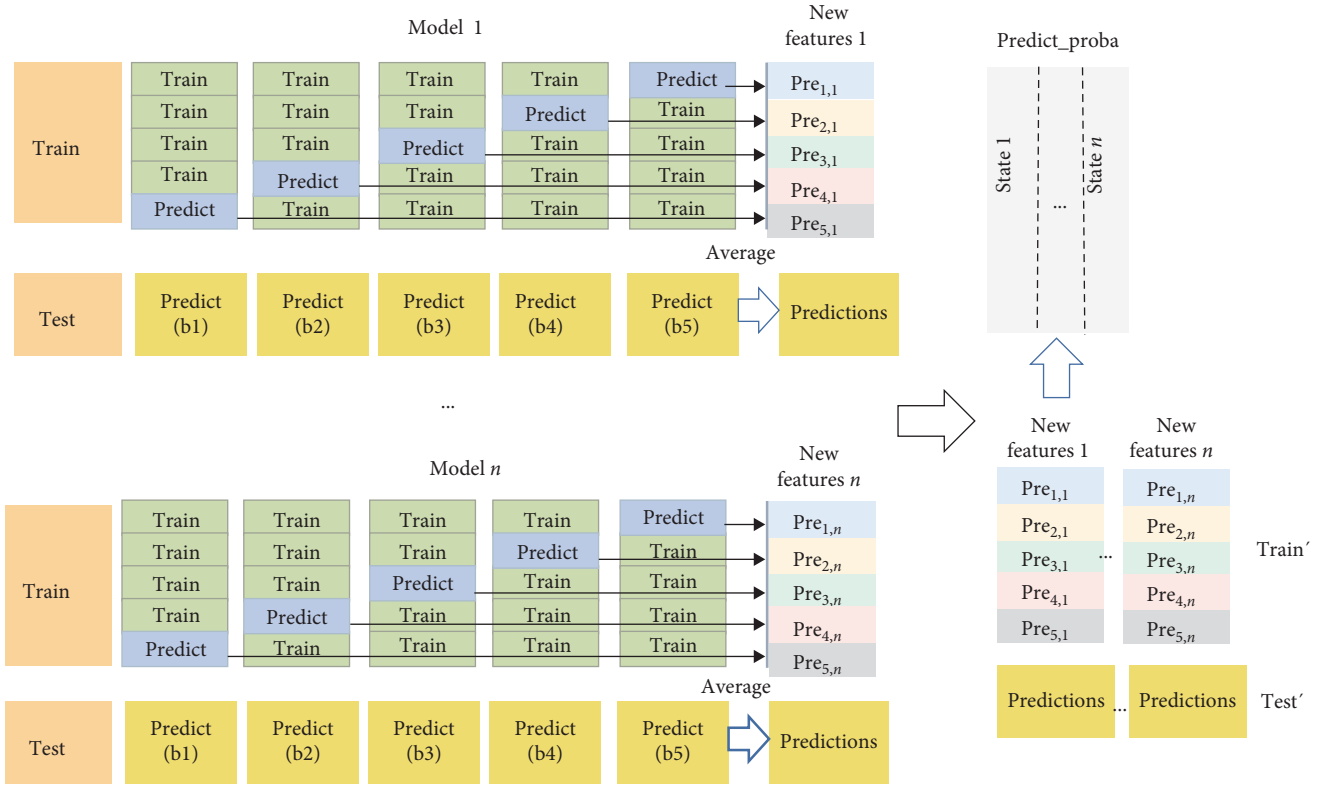 Model 1
New
features 1
Predict_proba
Train
Train Train Train Train Predict
Pre1,1
Train Train Train Predict Train
Pre2,1
Train Train Predict Train Train
Pre3,1
Train Predict Train Train Train
Pre4,1
Predict Train Train Train Train
Pre5,1
State 1
...
State n
Average
Test
Predict
(b1)
Predict
(b2)
Predict
(b3)
Predict
(b4)
Predict
(b5)
Predictions
...
Model n
New
features n
Train
Train Train Train Train Predict
Pre1,n
Train Train Train Predict Train
Pre2,n
Train Train Predict Train Train
Pre3,n
Train Predict Train Train Train
Pre4,n
Predict Train Train Train Train
Pre5,n
Average
Test
Predict
(b1)
Predict
(b2)
Predict
(b3)
Predict
(b4)
Predict
(b5)
Predictions
New
features 1
New
features n
Pre1,1 Pre1,n
Pre2,1 Pre2,n
Pre3,1 ... Pre3,n
Pre4,1 Pre4,n
Pre5,1 Pre5,n
Train′
Predictions ... Predictions
Test′